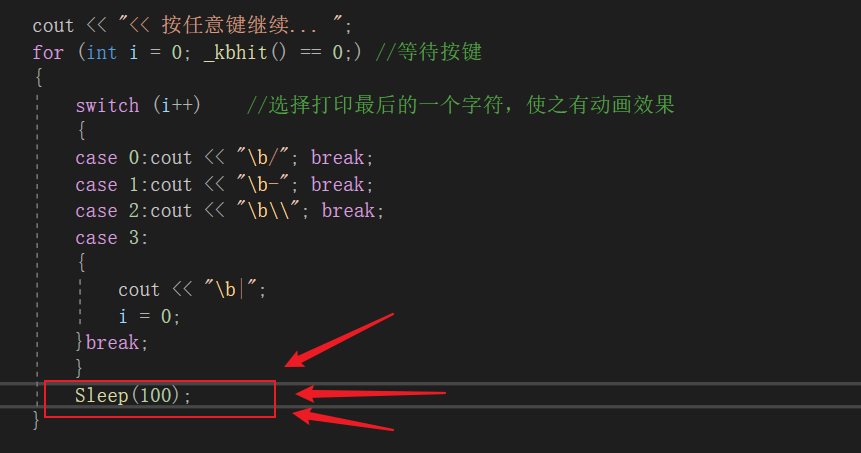 cout << "<< 按任意键继续... ";
for (int i = 0; _kbhit() == 0;) //等待按键
{
switch (i++) //选择打印最后的一个字符，使之有动画效果
{
case 0:cout << "\b/"; break;
case 1:cout << "\b-"; break;
case 2:cout << "\b\\"; break;
case 3:
{
cout << "\b|";
i = 0;
}break;
}
Sleep(100);
}